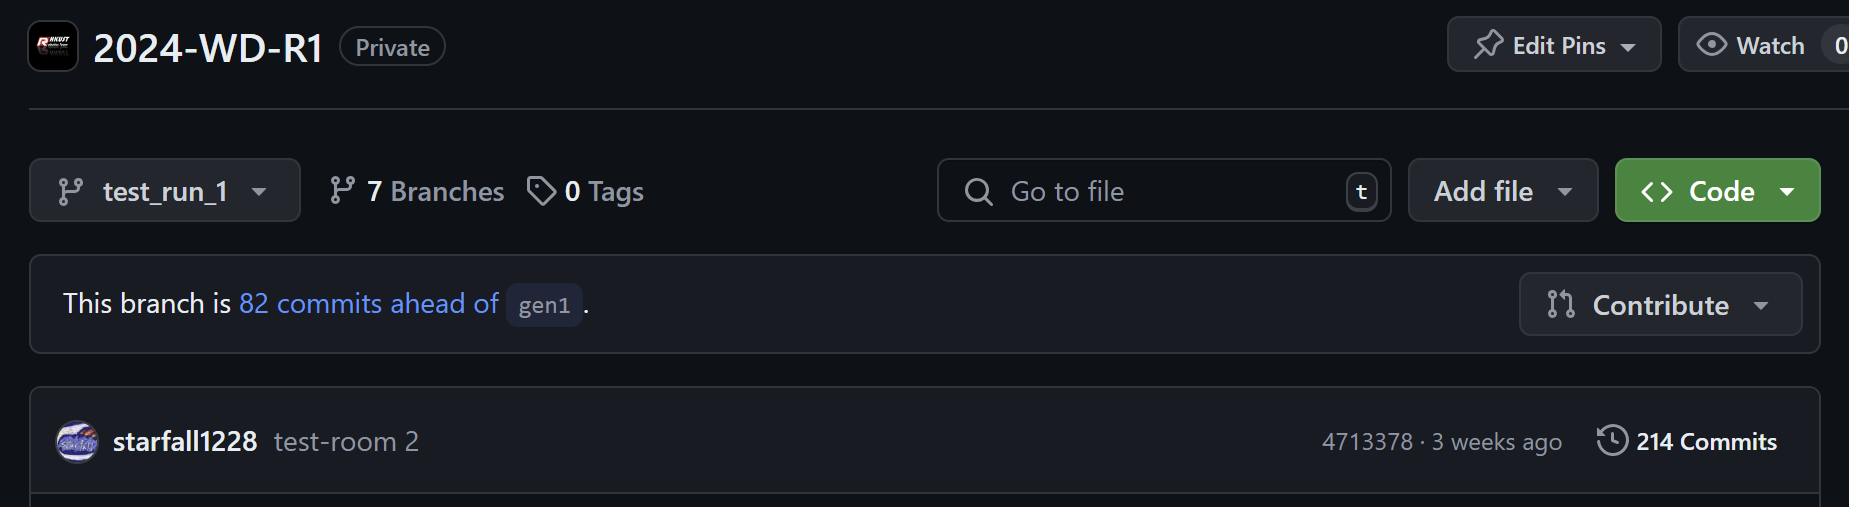 2024-WD-R1 Private Edit Pins Watch 0
test_run_1 7 Branches 0 Tags Go to file t Add file Code
This branch is 82 commits ahead of gen1.
Contribute
starfall1228 test-room 2 4713378 · 3 weeks ago 214 Commits